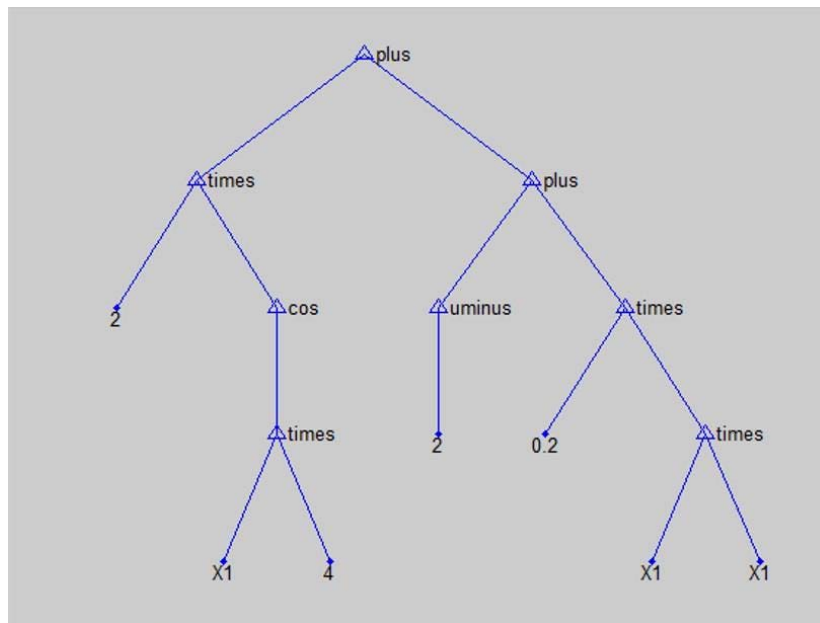 plus
times plus
2 cos uminus times
times 2 0.2 times
X1 4 X1 X1